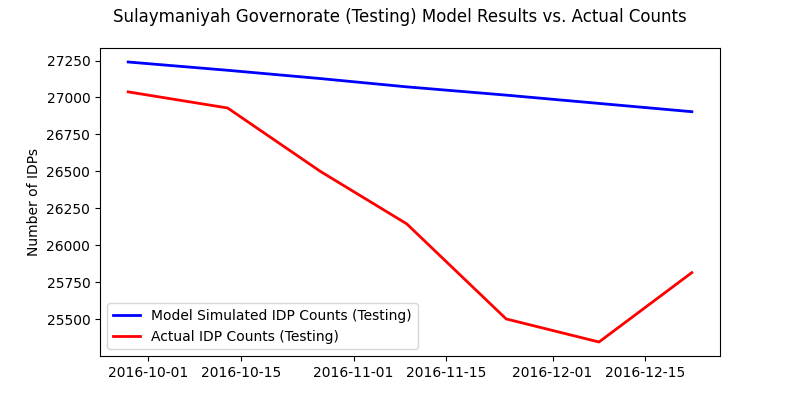 Sulaymaniyah Governorate (Testing) Model Results vs. Actual Counts
27250
27000
26750
26500
26250
26000
25750
25500
Number of IDPs
Model Simulated IDP Counts (Testing)
Actual IDP Counts (Testing)
2016-10-01 2016-10-15 2016-11-01 2016-11-15 2016-12-01 2016-12-15